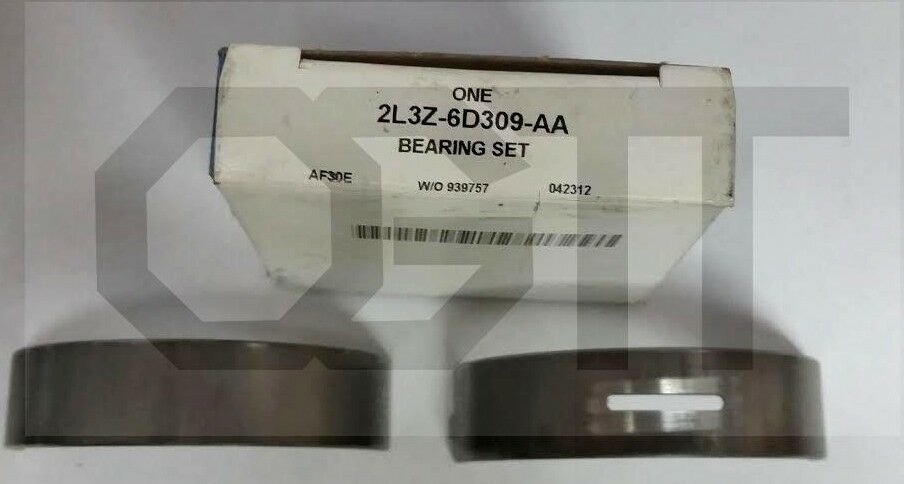 ONE
2L3Z-6D309-AA
BEARING SET
AF30E W/O 939757 042312